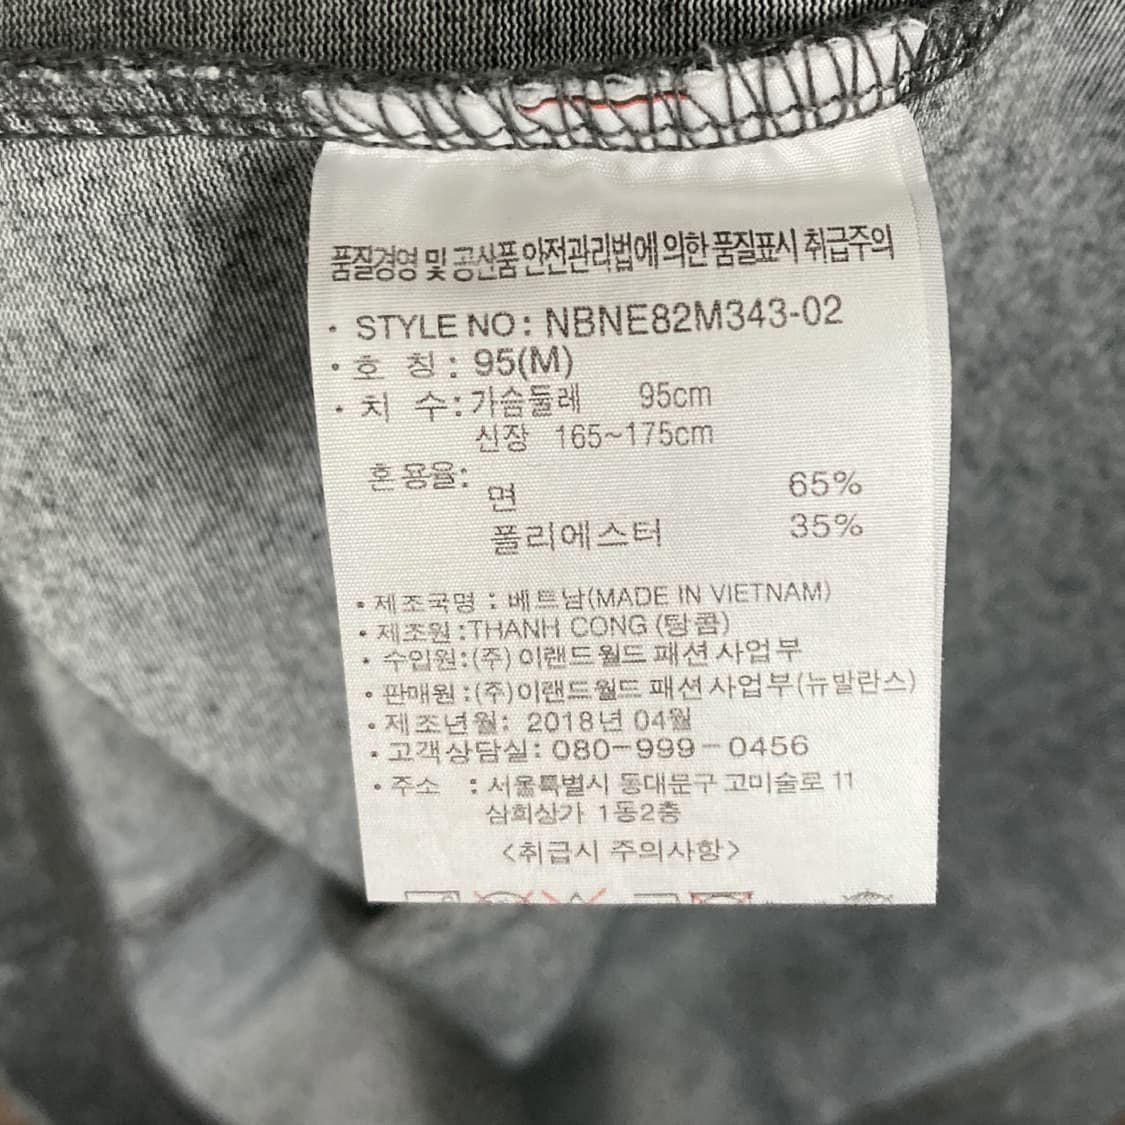 품질경영 및 공산품 안전관리법에 의한 품질표시 취급주의
· STYLE NO : NBNE82M343-02
· 호 칭 : 95(M)
· 치 수 : 가슴둘레 95cm
신장 165~175cm
혼용율:
면 65%
폴리에스터 35%
· 제조국명 : 베트남(MADE IN VIETNAM)
· 제조원 :THANH CONG (탕콤)
· 수입원 :(주) 이랜드월드 패션 사업부
· 판매원 :(주)이랜드월드 패션 사업부(뉴발란스)
· 제조년월: 2018년 04월
· 고객상담실: 080-999-0456
· 주소 : 서울특별시 동대문구 고미술로 11
삼희상가 1동2층
<취급시 주의사항>